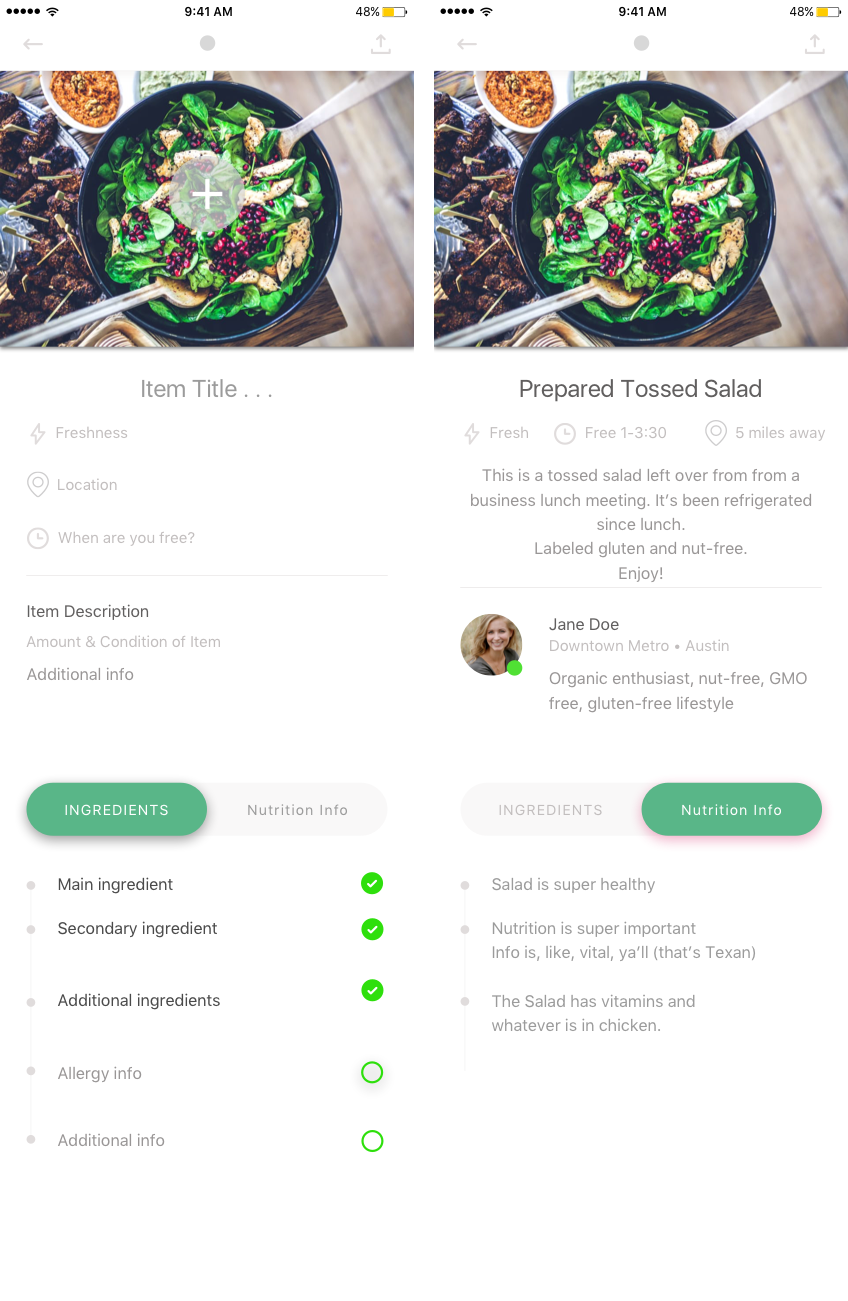 9:41 AM
48%
Item Title . . .
Freshness
Location
When are you free?
Item Description
Amount & Condition of Item
Additional info
INGREDIENTS
Nutrition Info
Main ingredient
Secondary ingredient
Additional ingredients
Allergy info
Additional info
9:41 AM
48%
Prepared Tossed Salad
Fresh
Free 1-3:30
5 miles away
This is a tossed salad left over from from a
business lunch meeting. It’s been refrigerated
since lunch.
Labeled gluten and nut-free.
Enjoy!
Jane Doe
Downtown Metro • Austin
Organic enthusiast, nut-free, GMO
free, gluten-free lifestyle
INGREDIENTS
Nutrition Info
Salad is super healthy
Nutrition is super important
Info is, like, vital, ya’ll (that’s Texan)
The Salad has vitamins and
whatever is in chicken.